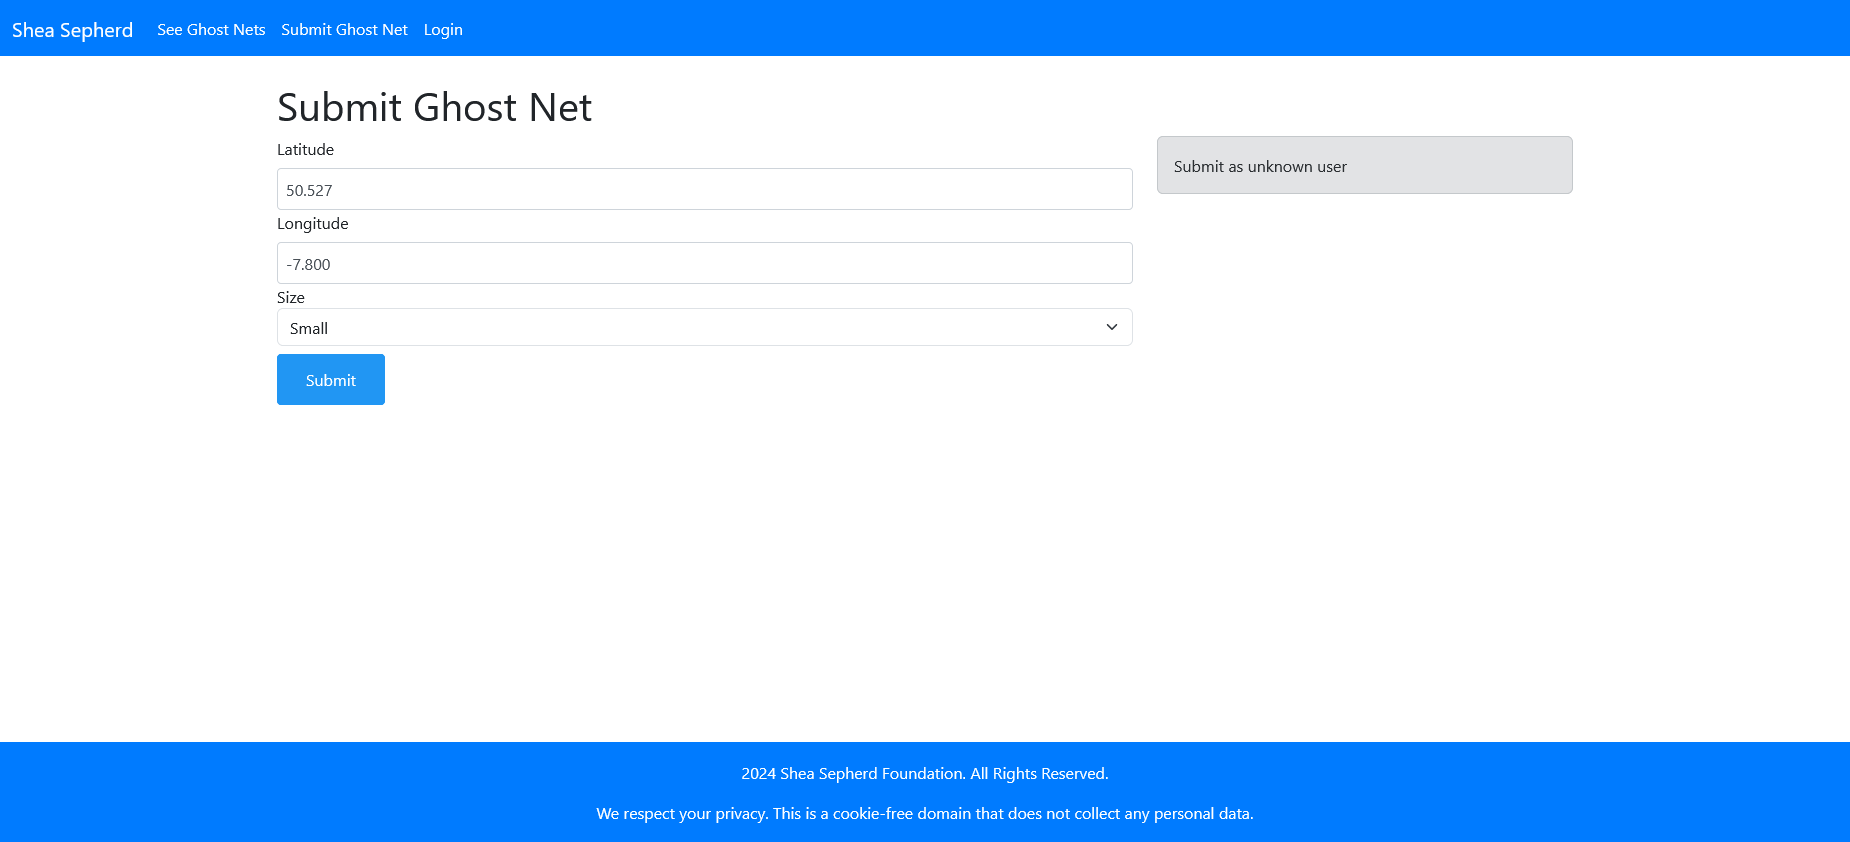 Shea Sepherd See Ghost Nets Submit Ghost Net Login
Submit Ghost Net
Latitude
50.527
Longitude
-7.800
Size
Small
Submit
Submit as unknown user
2024 Shea Sepherd Foundation. All Rights Reserved.
We respect your privacy. This is a cookie-free domain that does not collect any personal data.